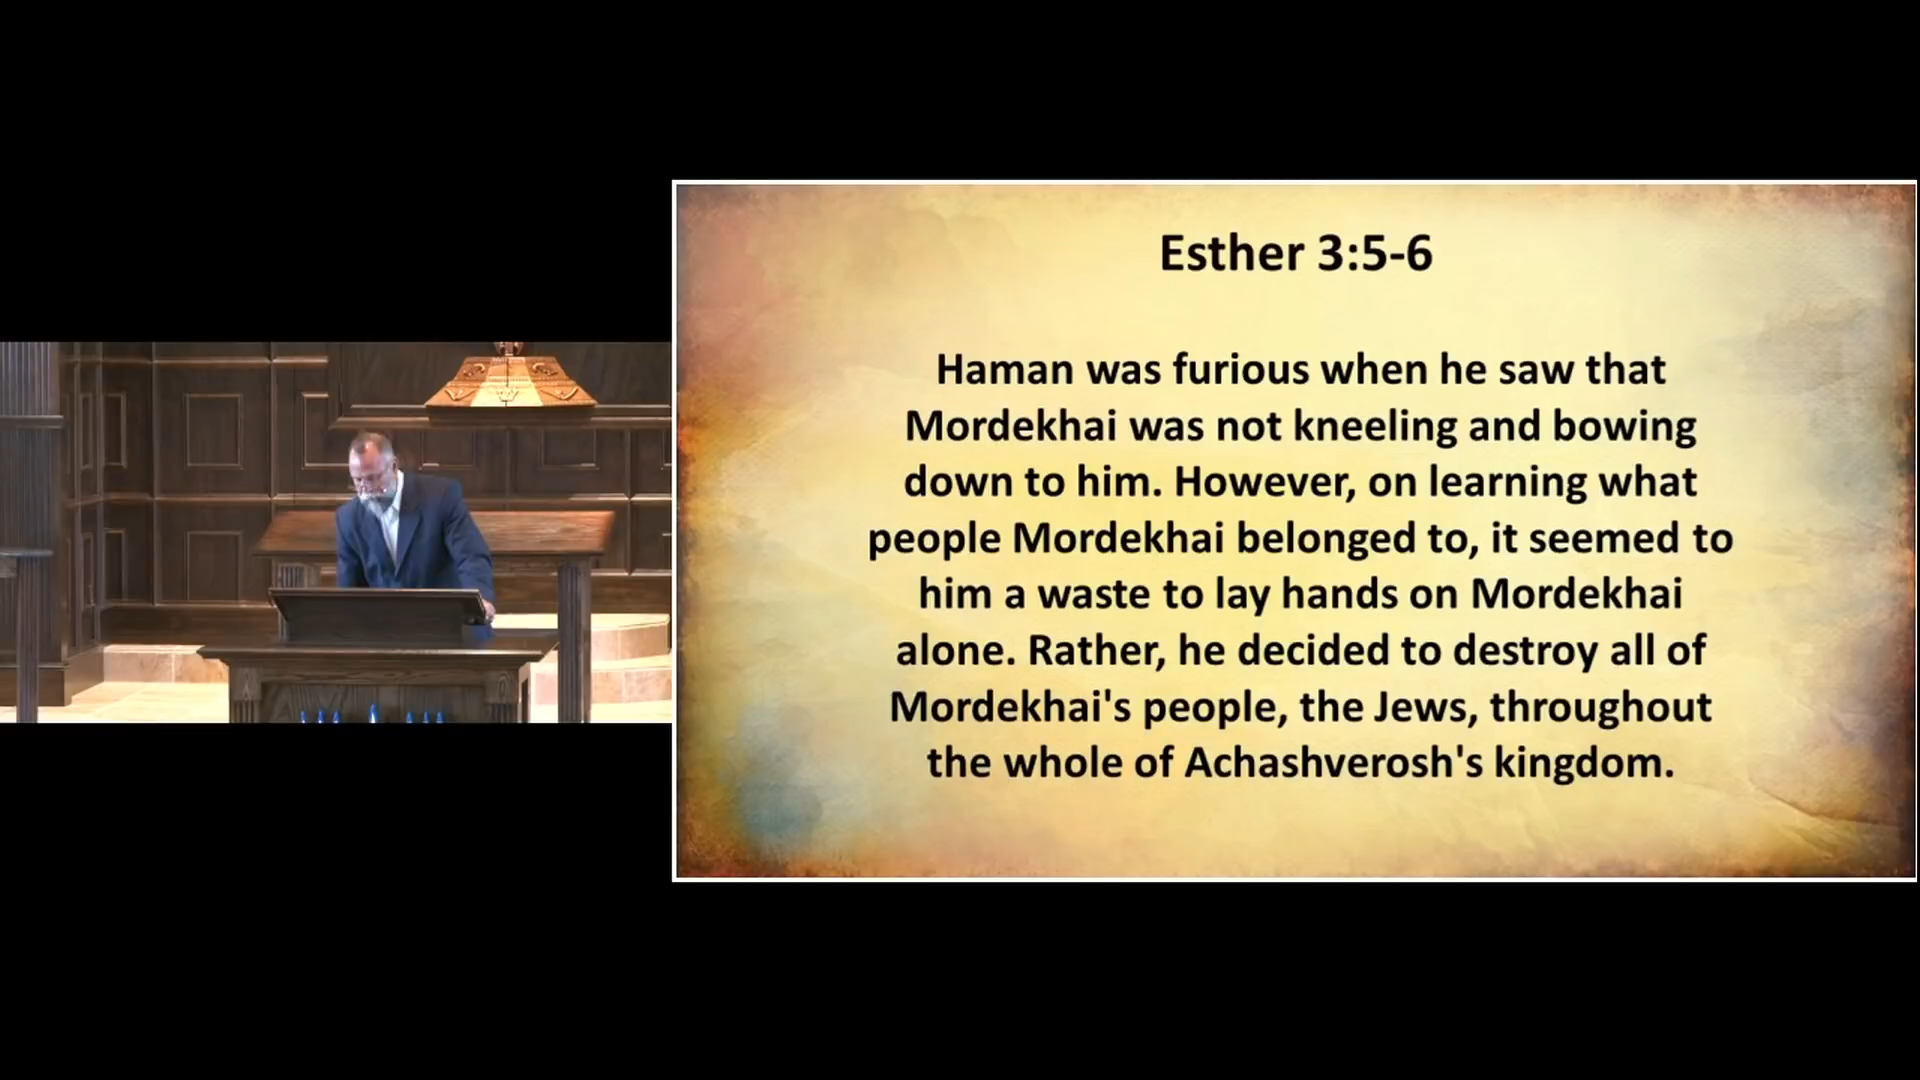 Esther 3:5-6
Haman was furious when he saw that
Mordekhai was not kneeling and bowing
down to him. However, on learning what
people Mordekhai belonged to, it seemed to
him a waste to lay hands on Mordekhai
alone. Rather, he decided to destroy all of
Mordekhai's people, the Jews, throughout
the whole of Achashverosh's kingdom.